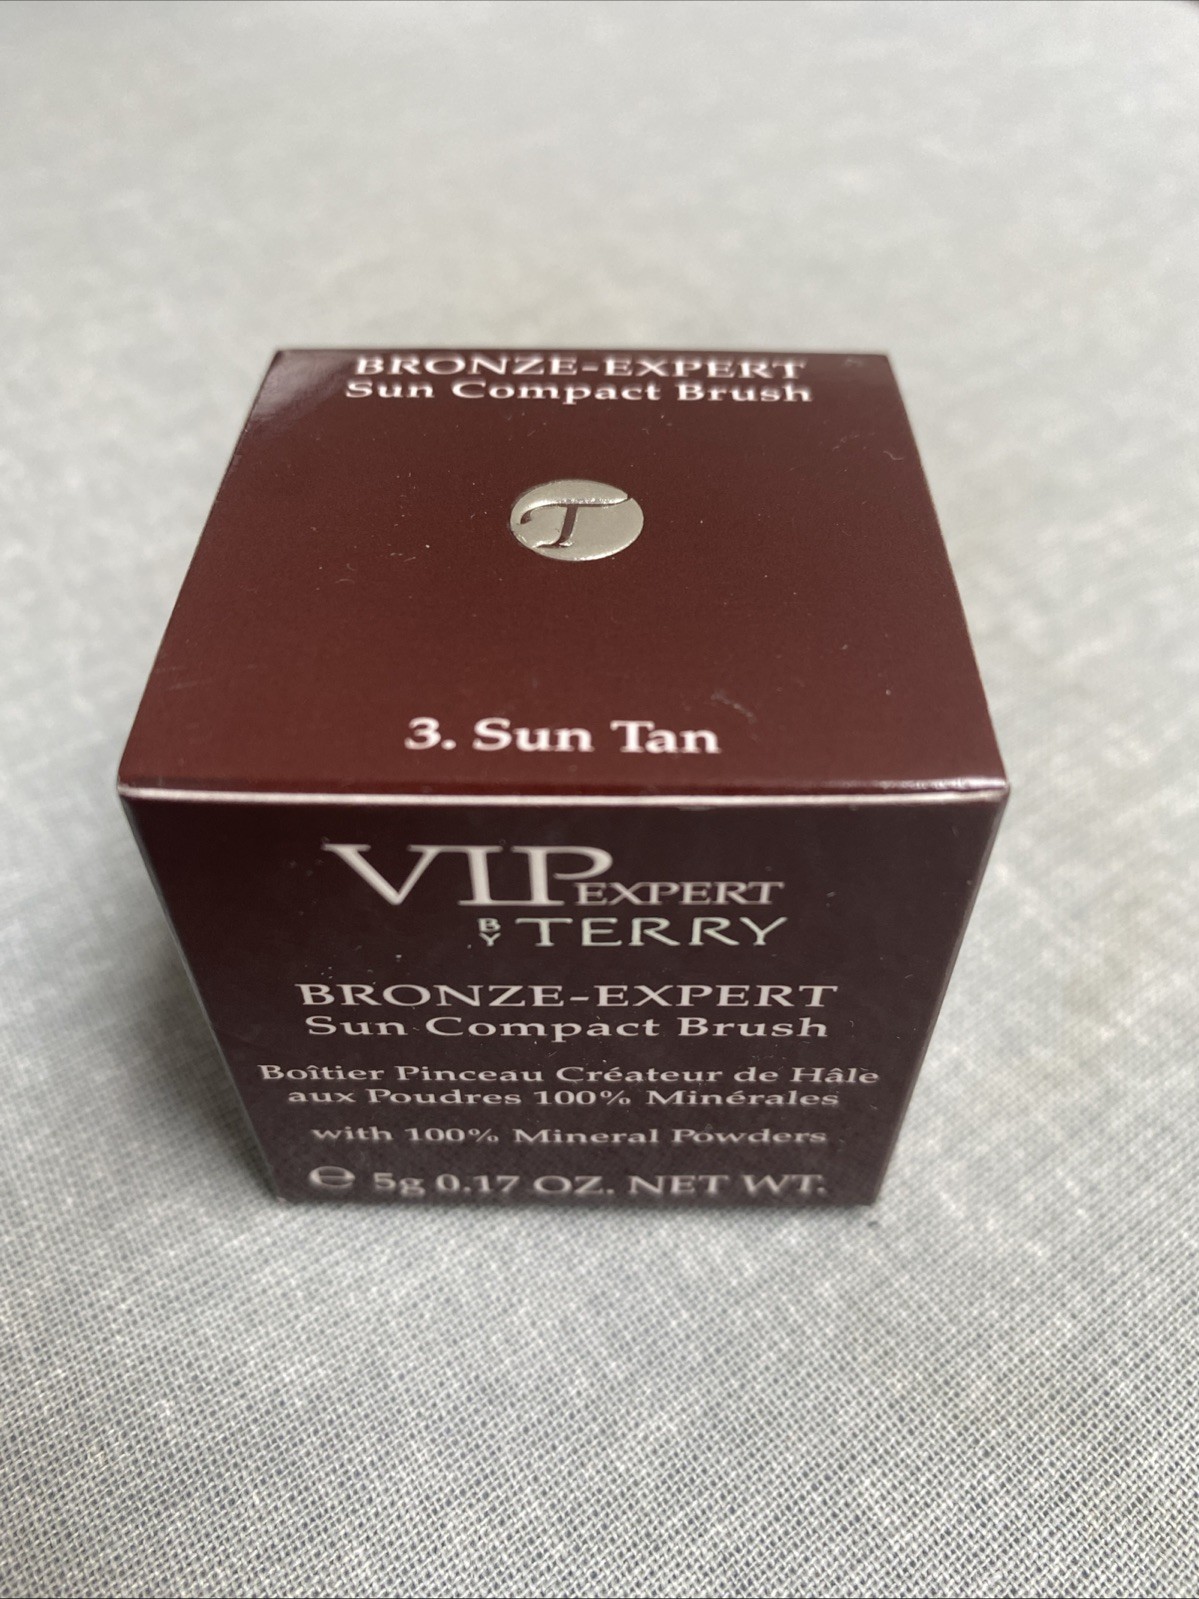 BRONZE-EXPERT
Sun Compact Brush
T
3. Sun Tan
VIP EXPERT
BY TERRY
BRONZE-EXPERT
Sun Compact Brush
Boîtier Pinceau Créateur de Hâle
aux Poudres 100% Minérales
with 100% Mineral Powders
℮ 5g 0.17 OZ. NET WT.